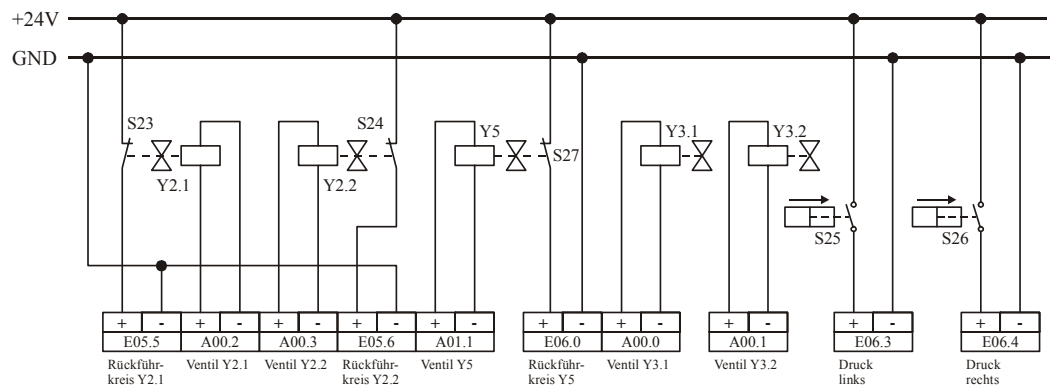 +24V
GND
S23
S24
Y5
Y3.1
Y3.2
S27
Y2.1
Y2.2
S25
S26
+ - + - + - + - + - + - + - + - + - + -
E05.5 A00.2 A00.3 E05.6 A01.1 E06.0 A00.0 A00.1 E06.3 E06.4
Rückführ-
kreis Y2.1
Ventil Y2.1
Ventil Y2.2
Rückführ-
kreis Y2.2
Ventil Y5
Rückführ-
kreis Y5
Ventil Y3.1
Ventil Y3.2
Druck
links
Druck
rechts